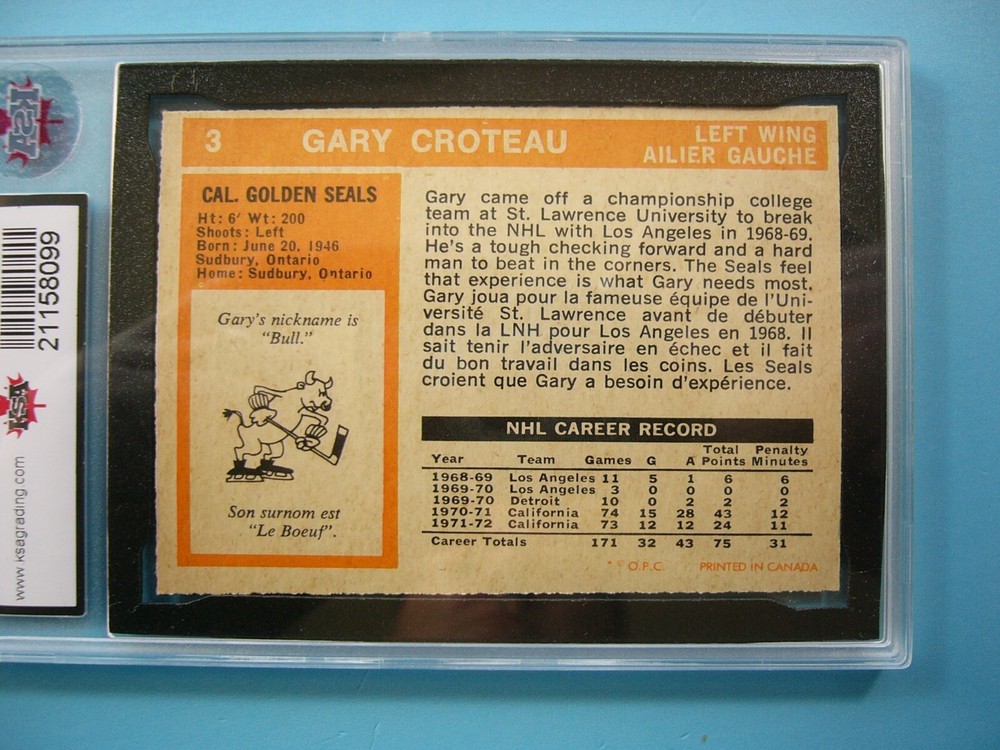 KSA
21158099
KSA
www.ksagrading.com
3 GARY CROTEAU LEFT WING
AILIER GAUCHE
CAL. GOLDEN SEALS
Ht: 6' Wt: 200
Shoots: Left
Born: June 20, 1946
Sudbury, Ontario
Home: Sudbury, Ontario
Gary's nickname is
"Bull."
Son surnom est
"Le Boeuf".
Gary came off a championship college
team at St. Lawrence University to break
into the NHL with Los Angeles in 1968-69.
He's a tough checking forward and a hard
man to beat in the corners. The Seals feel
that experience is what Gary needs most.
Gary joua pour la fameuse équipe de l'Uni-
versité St. Lawrence avant de débuter
dans la LNH pour Los Angeles en 1968. Il
sait tenir l'adversaire en échec et il fait
du bon travail dans les coins. Les Seals
croient que Gary a besoin d'expérience.
NHL CAREER RECORD
Year Team Games G A Total Points Penalty Minutes
1968-69 Los Angeles 11 5 1 6 6
1969-70 Los Angeles 3 0 0 0 0
1969-70 Detroit 10 0 2 2 2
1970-71 California 74 15 28 43 12
1971-72 California 73 12 12 24 11
Career Totals 171 32 43 75 31
* * O.P.C. PRINTED IN CANADA